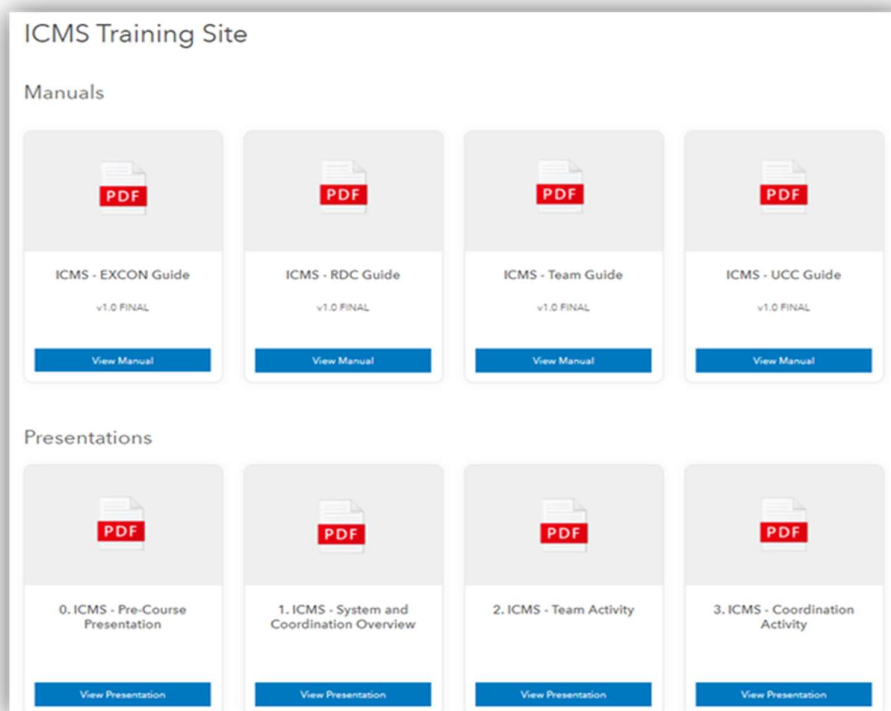 ICMS Training Site
Manuals
PDF
PDF
PDF
PDF
ICMS - EXCON Guide
ICMS - RDC Guide
ICMS - Team Guide
ICMS - UCC Guide
v1.0 FINAL
v1.0 FINAL
v1.0 FINAL
v1.0 FINAL
View Manual
View Manual
View Manual
View Manual
Presentations
PDF
PDF
PDF
PDF
0. ICMS - Pre-Course
Presentation
1. ICMS - System and
Coordination Overview
2. ICMS - Team Activity
3. ICMS - Coordination
Activity
View Presentation
View Presentation
View Presentation
View Presentation